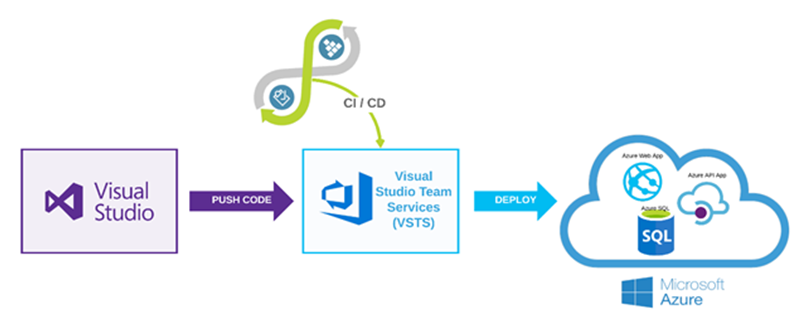 CI / CD
Visual
Studio
PUSH CODE
Visual
Studio Team
Services
(VSTS)
DEPLOY
Azure Web App
Azure API App
Azure SQL
SQL
Microsoft
Azure